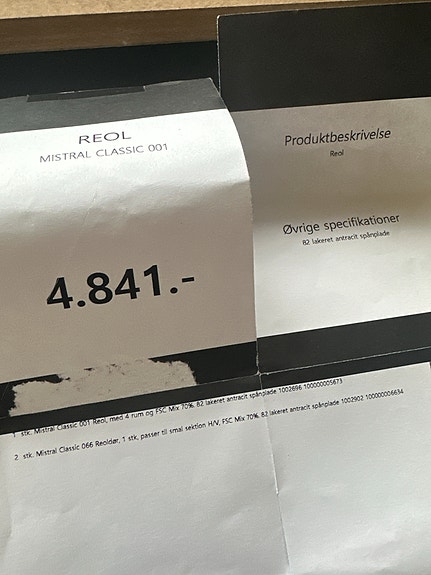 REOL
MISTRAL CLASSIC 001
4.841.-
Produktbeskrivelse
Reol
Øvrige specifikationer
82 lakeret antracit spånplade
1 stk. Mistral Classic 001 Reol, med 4 rum og FSC Mix 70%, 82 lakeret antracit spånplade 1002696 100000005673
2 stk. Mistral Classic 066 Reoldør, 1 stk. passer til smal sektion H/V, FSC Mix 70%, 82 lakeret antracit spånplade 1002902 100000006634